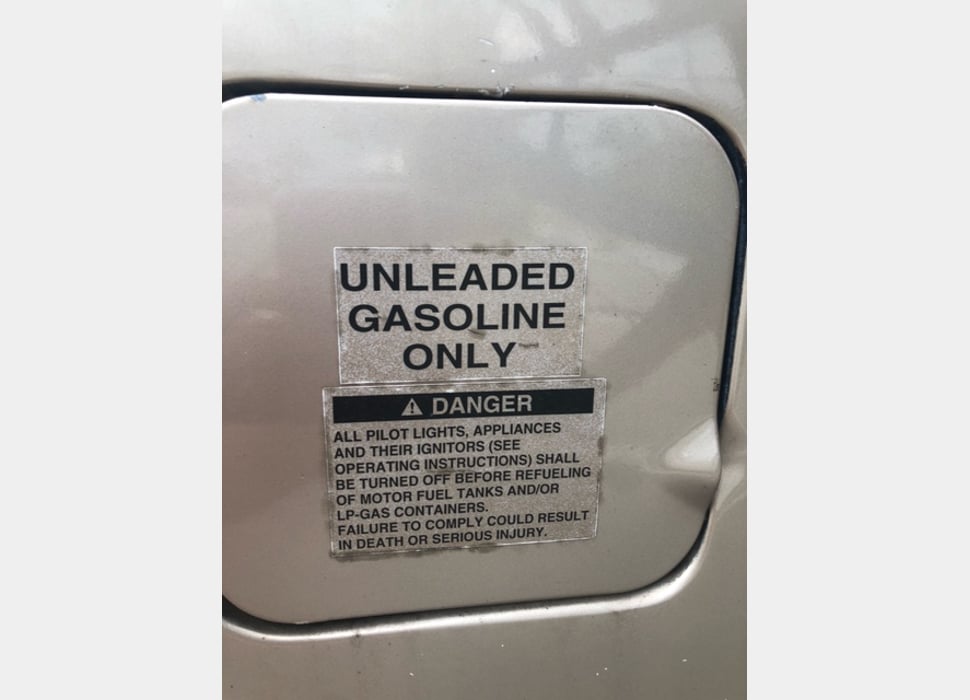 UNLEADED
GASOLINE
ONLY
DANGER
ALL PILOT LIGHTS, APPLIANCES
AND THEIR IGNITORS (SEE
OPERATING INSTRUCTIONS) SHALL
BE TURNED OFF BEFORE REFUELING
OF MOTOR FUEL TANKS AND/OR
LP-GAS CONTAINERS.
FAILURE TO COMPLY COULD RESULT
IN DEATH OR SERIOUS INJURY.